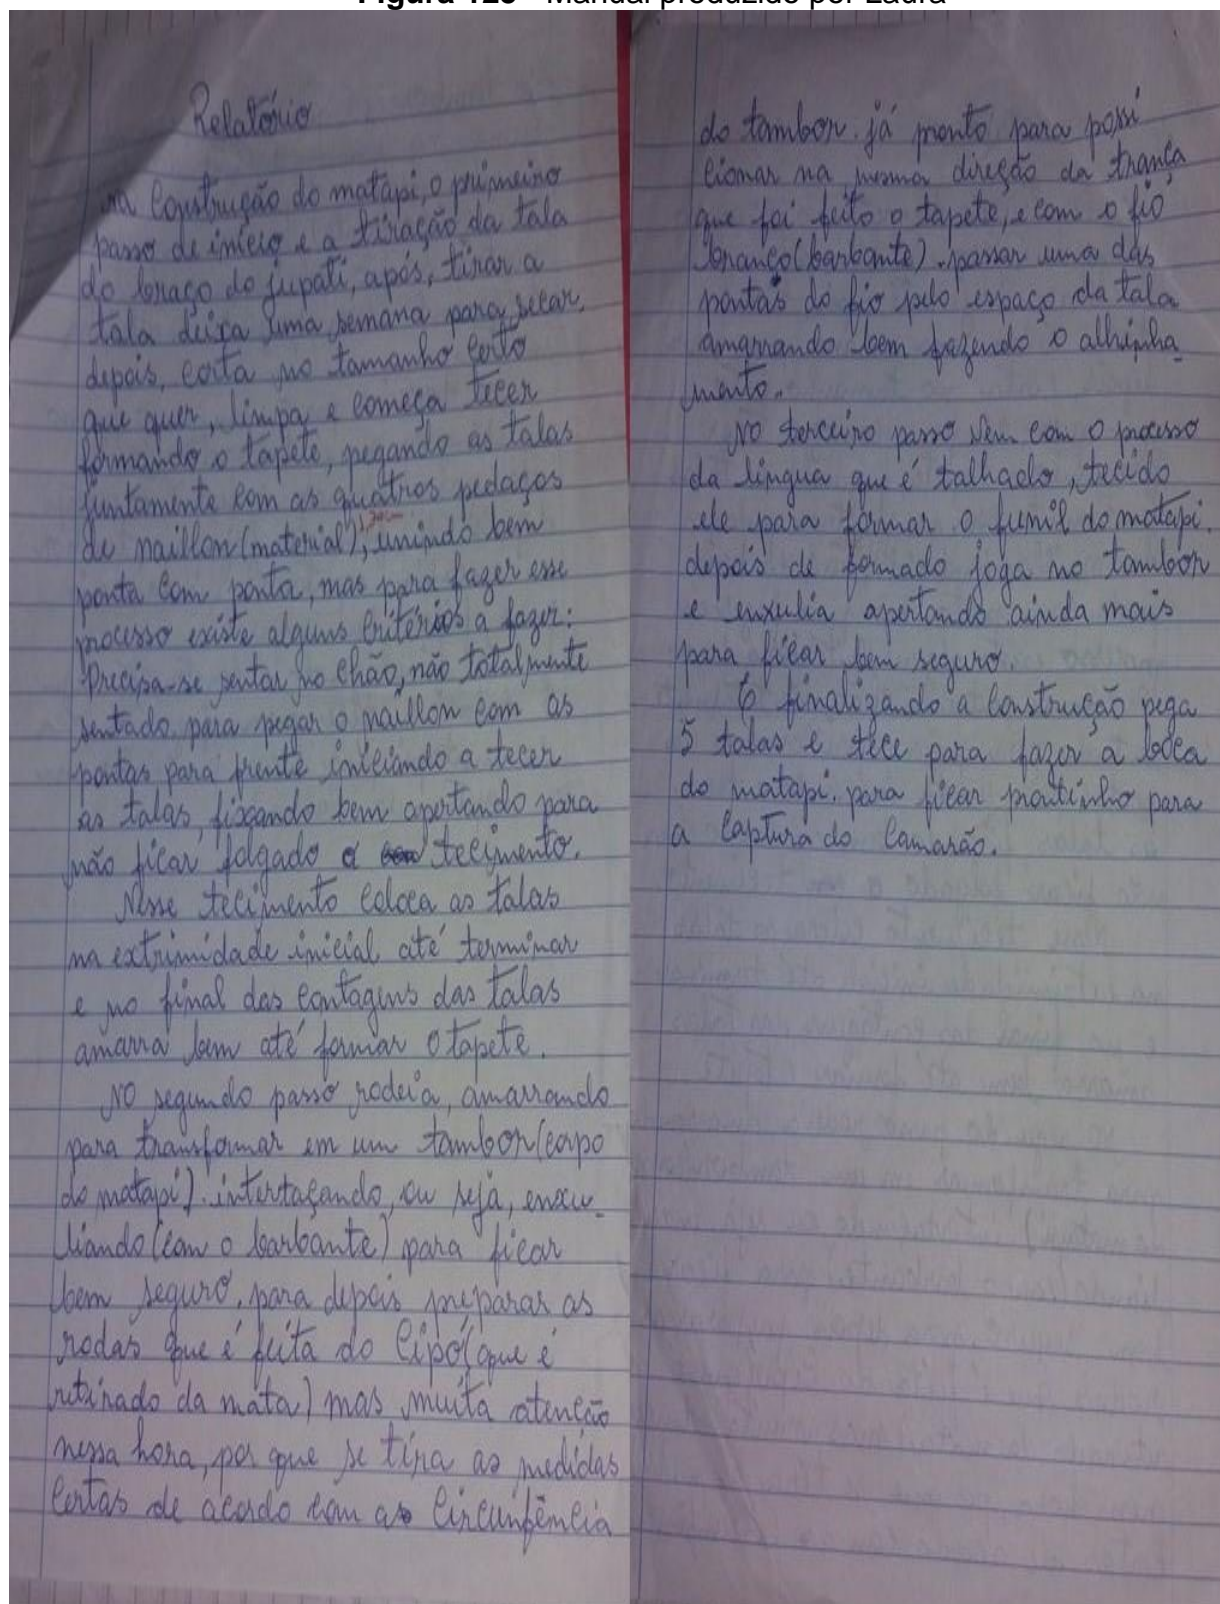 Relatório
na construção do matapi, o primeiro
passo de inicio é a tiração da tala
do braço do jupati, após, tirar a
tala deixa uma semana para secar,
depois, corta no tamanho certo
que quer, limpa e começa tecer
formando o tapete, pegando as talas
juntamente com as quatros pedaços
de naillon (material), unindo bem
ponta com ponta, mas para fazer esse
processo existe alguns critérios a fazer:
Precisa-se sentar no chão, não totalmente
sentado para pegar o naillon com as
pontas para frente iniciando a tecer
as talas, fixando bem apertando para
não ficar folgado o tecimento.
Nesse tecimento coloca as talas
na extrimidade inicial até terminar
e no final das contagens das talas
amarra bem até formar o tapete.
No segundo passo rodeia, amarrando
para transformar em um tambor (corpo
do matapi). intertaçando, ou seja, enxu-
liando (com o barbante) para ficar
bem seguro, para depois preparar as
rodas que é feita do Cipó (que é
retirado da mata) mas muita atenção
nessa hora, por que se tira as medidas
certas de acordo com as Circunfência
do tambor. já pronto para possi
cionar na mesma direção da trança
que foi feito o tapete, e com o fio
branco (barbante). passar uma das
pontas do fio pelo espaço da tala
amarrando bem fazendo o alhinha_
mento.
No terceiro passo vem com o processo
da língua que é talhado, tecido
ele para formar o funil do matapi.
depois de formado joga no tambor
e enxulia apertando ainda mais
para ficar bem seguro.
E finalizando a construção pega
5 talas e tece para fazer a boca
do matapi. para ficar prontinho para
a captura do Camarão.